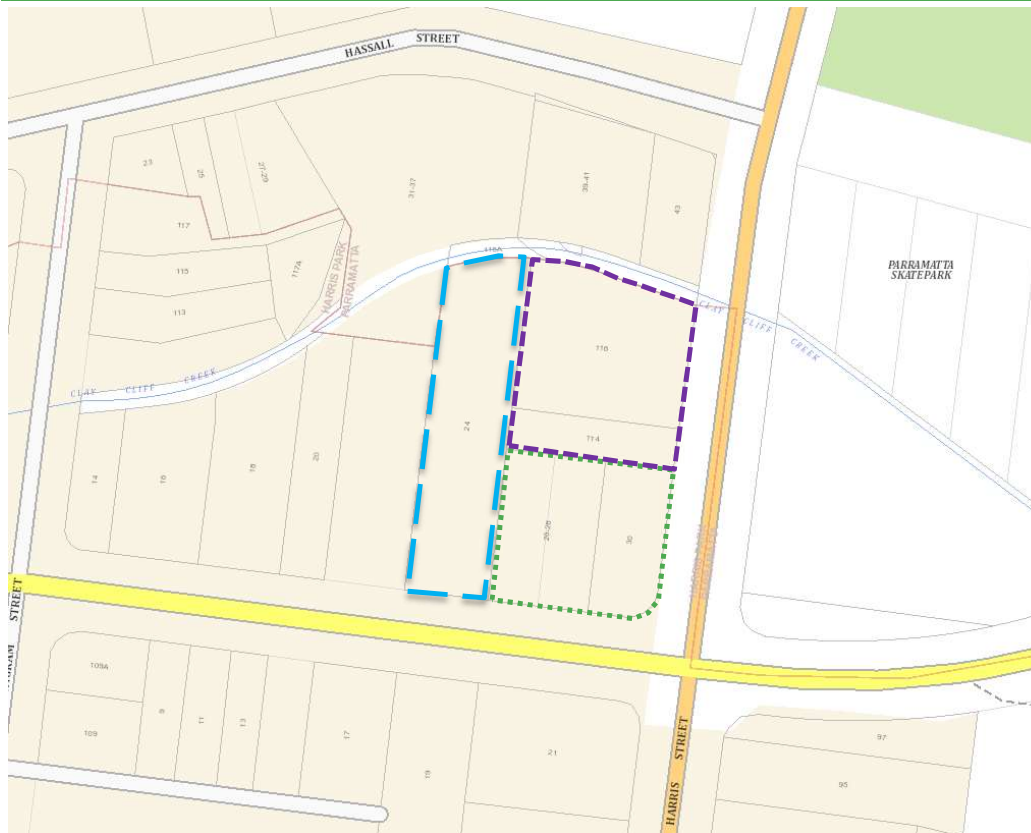 HASSALL STREET
23
25
27-29
31-37
39-41
43
117
118A
117A
HARRIS PARK
PARRAMATTA
115
113
PARRAMATTA
SKATEPARK
116
CLAY CLIFF CREEK
CLAY CLIFF CREEK
24
114
14
16
18
20
30
STREET
109A
109
9
11
13
17
19
21
HARRIS STREET
97
95